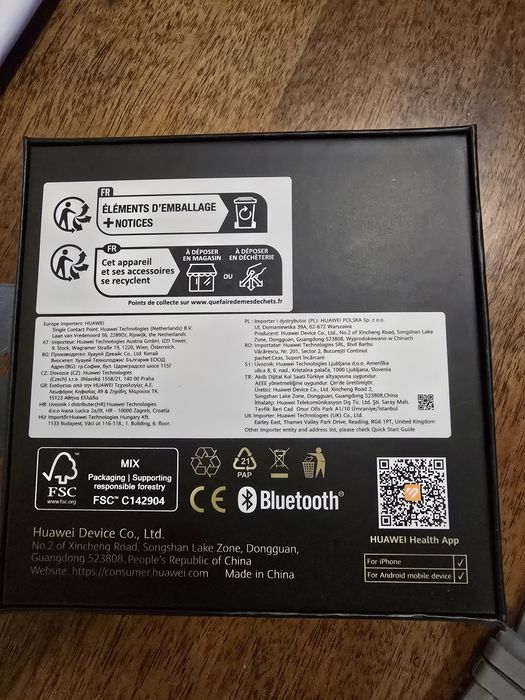 FR
ÉLÉMENTS D'EMBALLAGE
+ NOTICES
FR
Cet appareil
et ses accessoires
se recyclent
À DÉPOSER
EN MAGASIN
OU
À DÉPOSER
EN DÉCHÈTERIE
Points de collecte sur www.quefairedemesdechets.fr
Europe Importers: HUAWEI
Single Contact Point: Huawei Technologies (Netherlands) B.V.
Laan van Vredenoord 56, 2289DJ, Rijswijk, the Netherlands
AT: Importeur: Huawei Technologies Austria GmbH, IZD Tower,
9. Stock, Wagramer Straße 19, 1220, Wien, Österreich.
BG: Производител: Хуауей Дивайс Ко. Лтд. Китай
Вносител: Хуауей Технолоджис България ЕООД
Адрес(BG): гр.София, бул. Цариградско шосе 115Г
CZ: Dovozce (CZ): Huawei Technologies
(Czech) s.r.o. Jihlavská 1558/21, 140 00 Praha
GR: Εισάγεται από την HUAWEI Τεχνολογίες Α.Ε.
Λεωφόρος Κηφισίας 49 & Ζηρίδη, Μαρούσι ΤΚ.
15123 Αθήνα Ελλάδα
HR: Uvoznik i distributer(HR) Huawei Technologies
d.o.o Ivana Lucica 2a/IX, HR - 10000 Zagreb, Croatia
HU: Importőr:Huawei Technologies Hungary Kft.
1133 Budapest, Váci út 116-118., 1. Building, 6. floor.
PL: Importer i dystrybutor (PL): HUAWEI POLSKA Sp. z o.o.
Ul. Domaniewska 39A, 02-672 Warszawa
Producent: Huawei Device Co., Ltd., No.2 of Xincheng Road, Songshan Lake
Zone, Dongguan, Guangdong 523808, Wyprodukowano w Chinach
RO: Importator: Huawei Technologies SRL, Blvd Barbu
Văcărescu, Nr. 201, Sector 2, București Continut
pachet:Ceas, Suport încărcare
SI: Uvoznik: Huawei Technologies Ljubljana d.o.o. Ameriška
ulica 8, Kristalna palača, 1000 Ljubljana, Slovenija
TR: Akıllı Dijital Kol Saati.Türkiye altyapısına uygundur.
AEEE yönetmeliğine uygundur. Çin'de üretilmiştir.
Üretici: Huawei Device Co., Ltd. No.2 of Xincheng Road,
Songshan Lake Zone, Dongguan, Guangdong 523808,China
İthalatçı: Huawei Telekomünikasyon Dış Tic. Ltd. Şti. Saray Mah.
Tevfik İleri Cad. Onur Ofis Park A1/10 Ümraniye/İstanbul
UK: Importer: Huawei Technologies (UK) Co., Ltd.
Earley East, Thames Valley Park Drive, Reading, RG6 1PT, United Kingdom
Other importer entity and address list, please check Quick Start Guide
FSC
www.fsc.org
MIX
Packaging | Supporting
responsible forestry
FSC™ C142904
21
PAP
CE
Bluetooth®
HUAWEI Health App
For iPhone ✓
For Android mobile device ✓
Huawei Device Co., Ltd.
No.2 of Xincheng Road, Songshan Lake Zone, Dongguan,
Guangdong 523808, People's Republic of China
Website: https://consumer.huawei.com Made in China